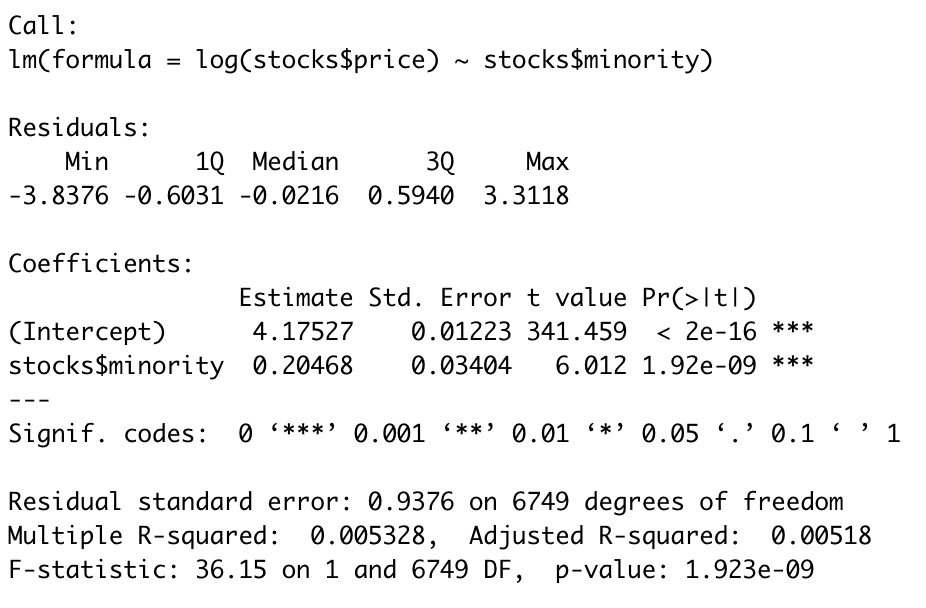 Call:
lm(formula = log(stocks$price) ~ stocks$minority)
Residuals:
    Min      1Q  Median      3Q     Max
-3.8376 -0.6031 -0.0216  0.5940  3.3118
Coefficients:
                Estimate Std. Error t value Pr(>|t|)
(Intercept)      4.17527    0.01223 341.459  < 2e-16 ***
stocks$minority  0.20468    0.03404   6.012 1.92e-09 ***
---
Signif. codes:  0 ‘***’ 0.001 ‘**’ 0.01 ‘*’ 0.05 ‘.’ 0.1 ‘ ’ 1
Residual standard error: 0.9376 on 6749 degrees of freedom
Multiple R-squared:  0.005328,	Adjusted R-squared:  0.00518
F-statistic: 36.15 on 1 and 6749 DF,  p-value: 1.923e-09